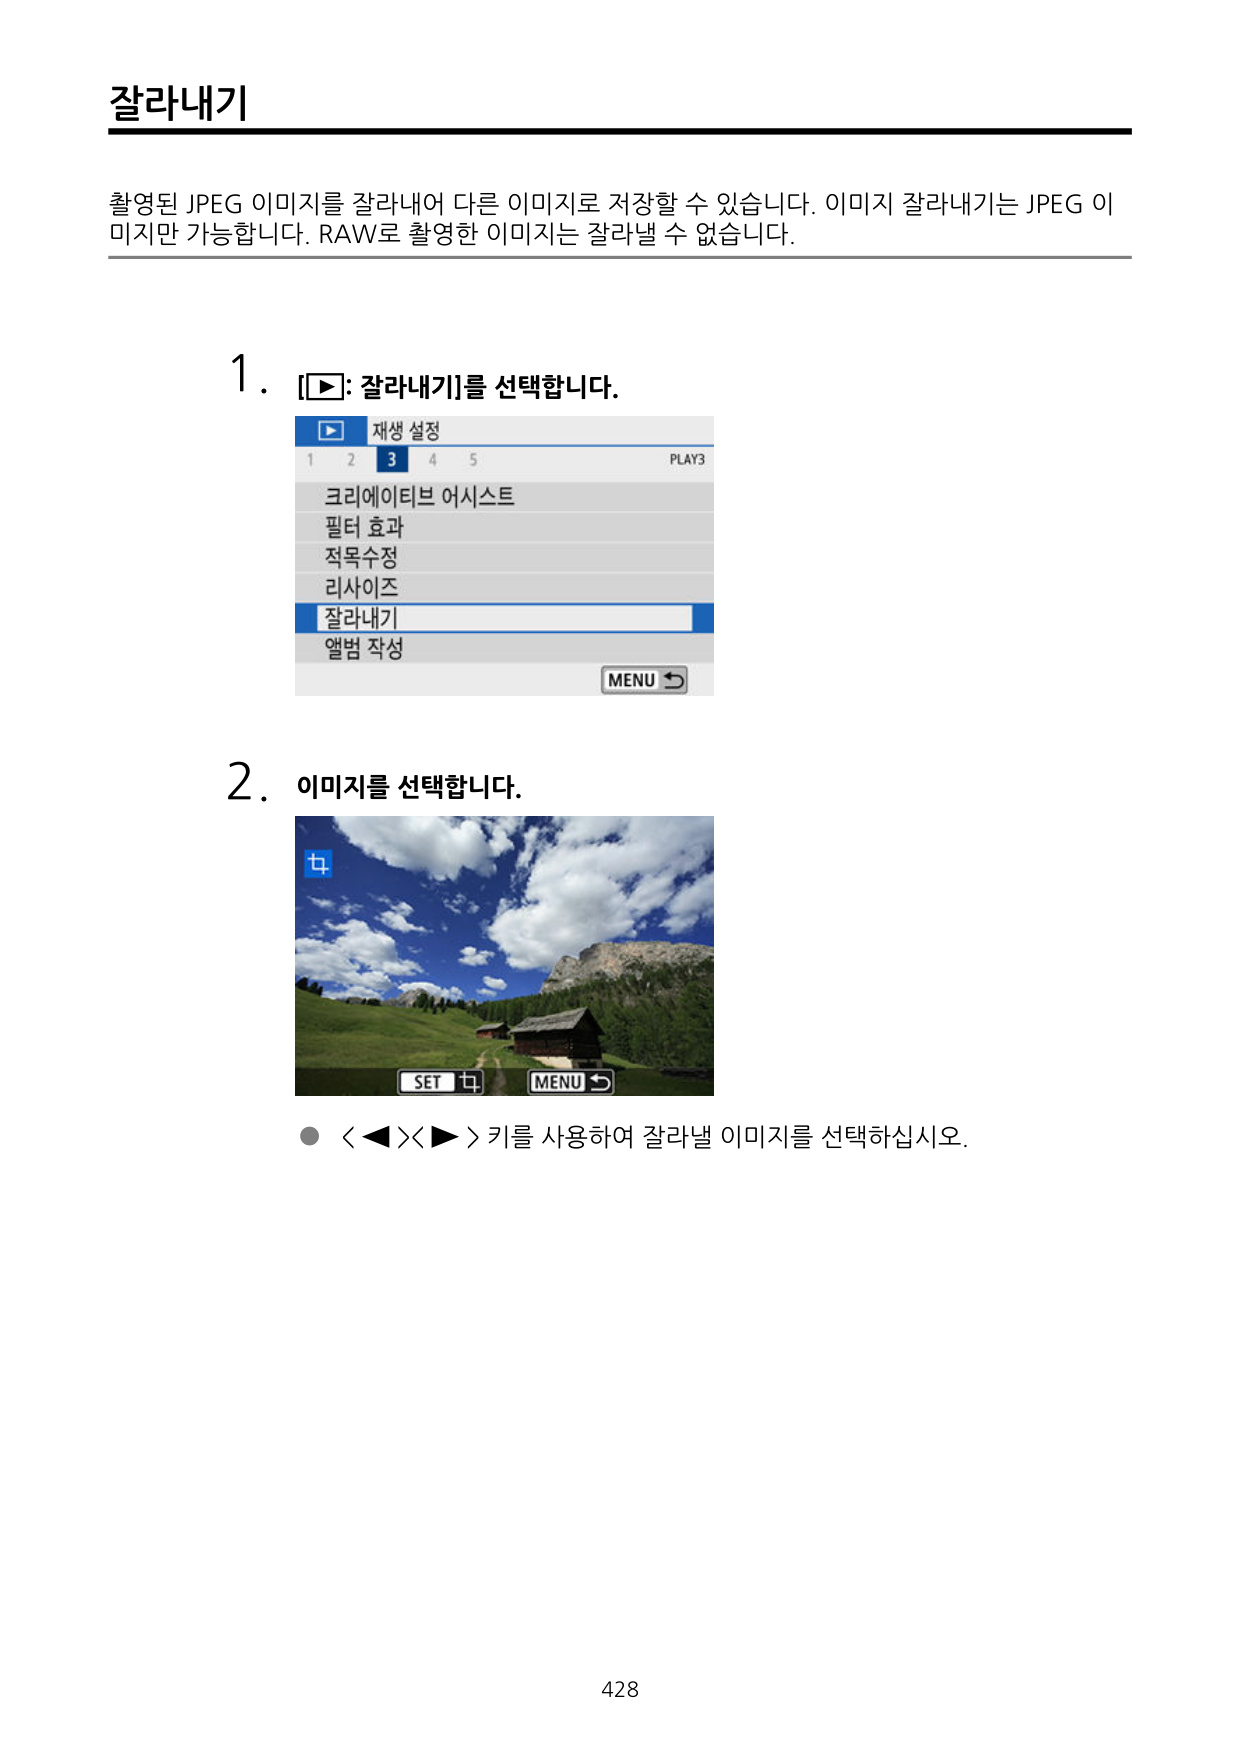 잘라내기
촬영된 JPEG 이미지를 잘라내어 다른 이미지로 저장할 수 있습니다. 이미지 잘라내기는 JPEG 이
미지만 가능합니다. RAW로 촬영한 이미지는 잘라낼 수 없습니다.
1. [▶: 잘라내기]를 선택합니다.
재생 설정
1 2 3 4 5 PLAY3
크리에이티브 어시스트
필터 효과
적목수정
리사이즈
잘라내기
앨범 작성
MENU
2. 이미지를 선택합니다.
SET MENU
● <◀><▶> 키를 사용하여 잘라낼 이미지를 선택하십시오.
428